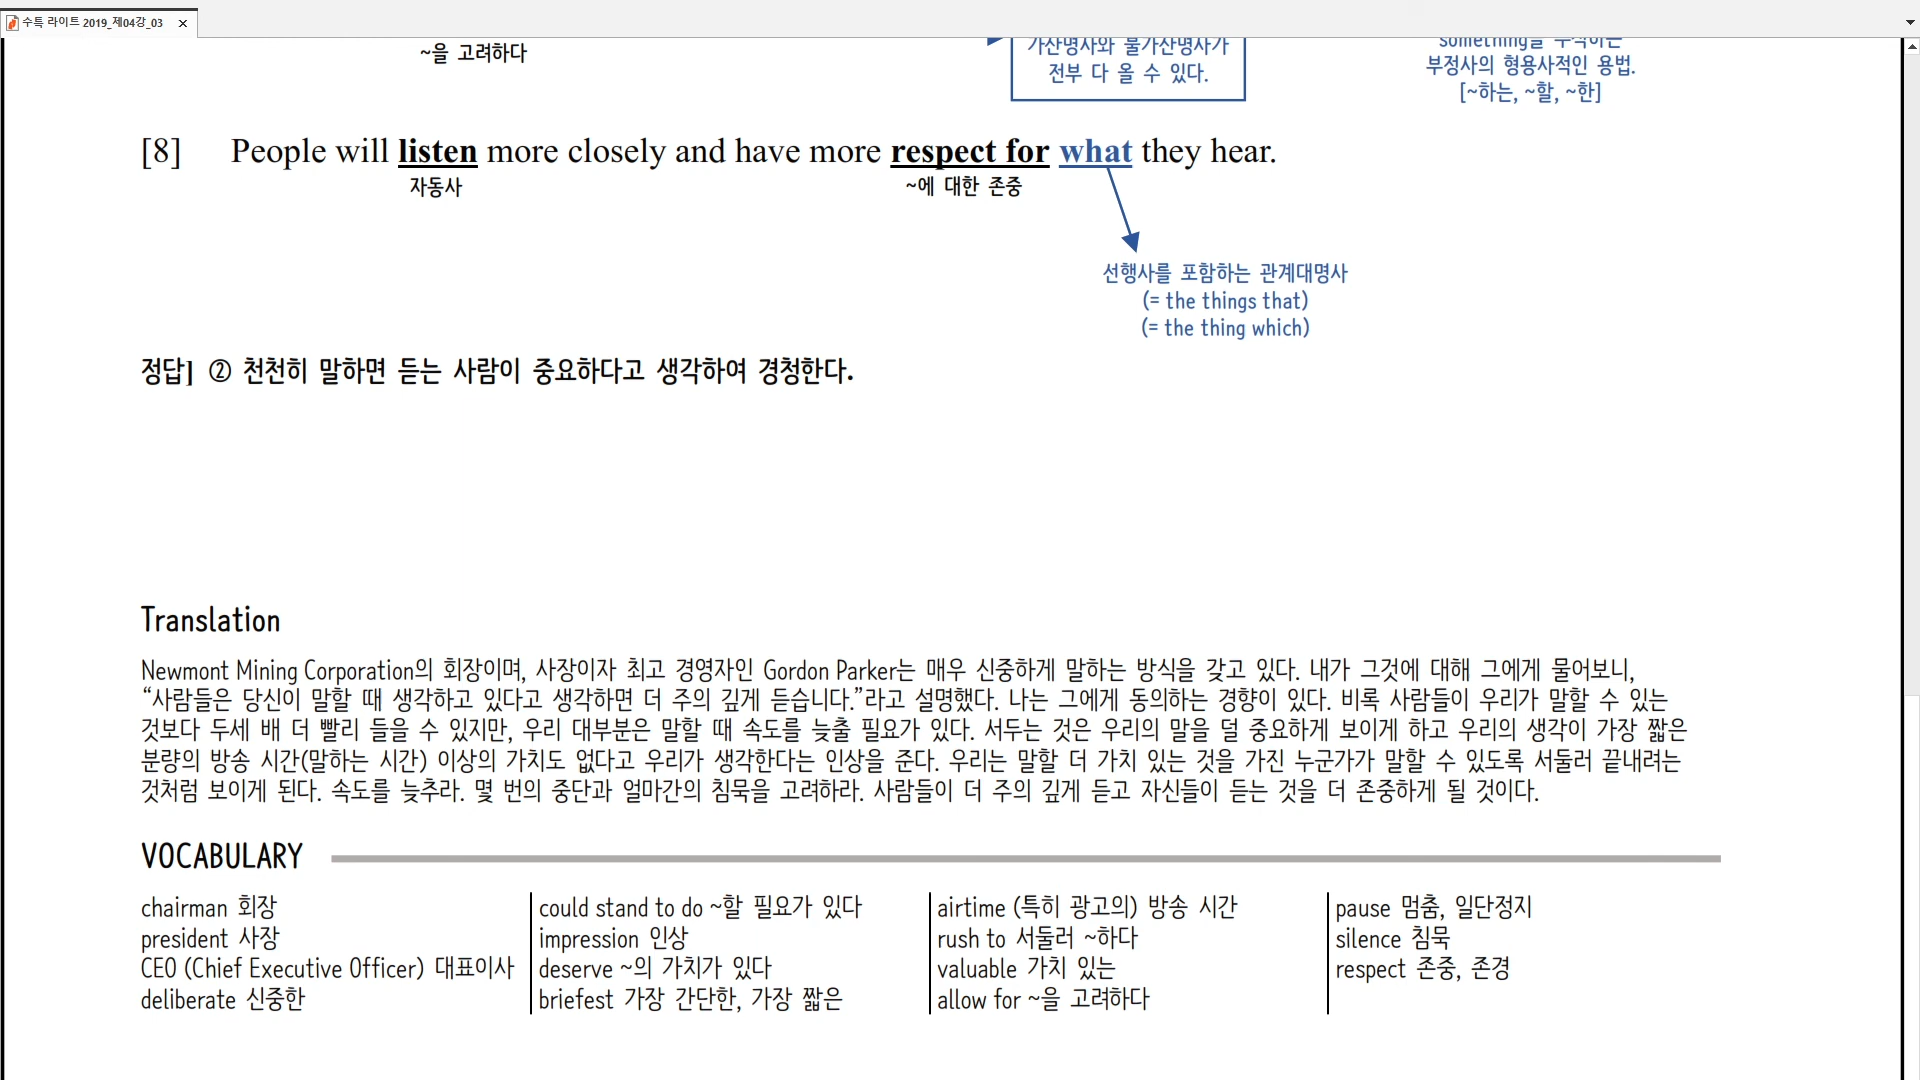 수특 라이트 2019_제04강_03
~을 고려하다
가산명사와 불가산명사가
전부 다 올 수 있다.
something을 수식하는
부정사의 형용사적인 용법.
[~하는, ~할, ~한]
[8] People will listen more closely and have more respect for what they hear.
자동사
~에 대한 존중
선행사를 포함하는 관계대명사
(= the things that)
(= the thing which)
정답] ② 천천히 말하면 듣는 사람이 중요하다고 생각하여 경청한다.
Translation
Newmont Mining Corporation의 회장이며, 사장이자 최고 경영자인 Gordon Parker는 매우 신중하게 말하는 방식을 갖고 있다. 내가 그것에 대해 그에게 물어보니,
“사람들은 당신이 말할 때 생각하고 있다고 생각하면 더 주의 깊게 듣습니다.”라고 설명했다. 나는 그에게 동의하는 경향이 있다. 비록 사람들이 우리가 말할 수 있는
것보다 두세 배 더 빨리 들을 수 있지만, 우리 대부분은 말할 때 속도를 늦출 필요가 있다. 서두는 것은 우리의 말을 덜 중요하게 보이게 하고 우리의 생각이 가장 짧은
분량의 방송 시간(말하는 시간) 이상의 가치도 없다고 우리가 생각한다는 인상을 준다. 우리는 말할 더 가치 있는 것을 가진 누군가가 말할 수 있도록 서둘러 끝내려는
것처럼 보이게 된다. 속도를 늦추라. 몇 번의 중단과 얼마간의 침묵을 고려하라. 사람들이 더 주의 깊게 듣고 자신들이 듣는 것을 더 존중하게 될 것이다.
VOCABULARY
chairman 회장
president 사장
CEO (Chief Executive Officer) 대표이사
deliberate 신중한
could stand to do ~할 필요가 있다
impression 인상
deserve ~의 가치가 있다
briefest 가장 간단한, 가장 짧은
airtime (특히 광고의) 방송 시간
rush to 서둘러 ~하다
valuable 가치 있는
allow for ~을 고려하다
pause 멈춤, 일단정지
silence 침묵
respect 존중, 존경